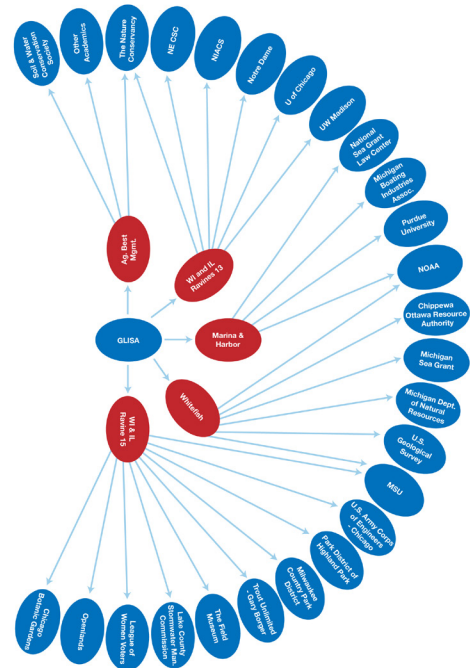 Soil & Water
Conservation
Society
Other
Academics
The Nature
Conservancy
NE CSC
NIACS
Notre Dame
U of Chicago
UW Madison
National
Sea Grant
Law Center
Michigan
Boating
Industries
Assoc.
Purdue
University
NOAA
Chippewa
Ottawa Resource
Authority
Michigan
Sea Grant
Michigan Dept.
of Natural
Resources
U.S.
Geological
Survey
MSU
U.S. Army Corps
of Engineers
- Chicago
Park District of
Highland Park
Milwaukee
Country Park
District
Trout Unlimited
- Gary Borger
The Field
Museum
Lake County
Stormwater Man.
Commission
League of
Women Voters
Openlands
Chicago
Botanic Gardens
Ag. Best
Mgmt.
WI and IL
Ravines 13
GLISA
Marina &
Harbor
Whitefish
WI & IL
Ravine 15